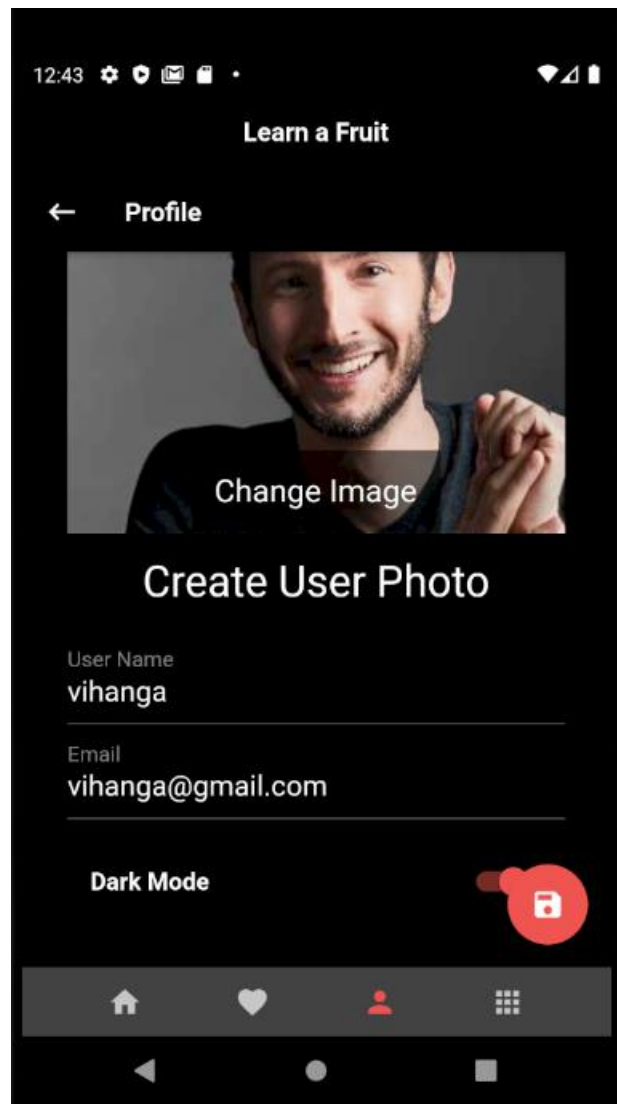 12:43
Learn a Fruit
Profile
Change Image
Create User Photo
User Name
vihanga
Email
vihanga@gmail.com
Dark Mode